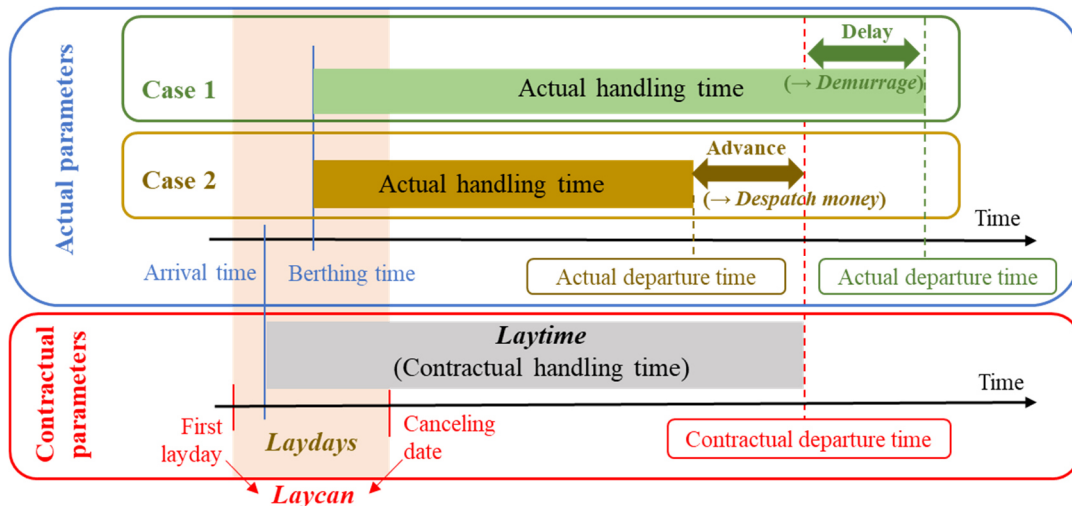 Actual parameters
Case 1
Delay
Actual handling time
(→ Demurrage)
Case 2
Advance
Actual handling time
(→ Despatch money)
Time
Arrival time
Berthing time
Actual departure time
Actual departure time
Contractual
parameters
Laytime
(Contractual handling time)
Time
First
layday
Laydays
Canceling
date
Contractual departure time
Laycan